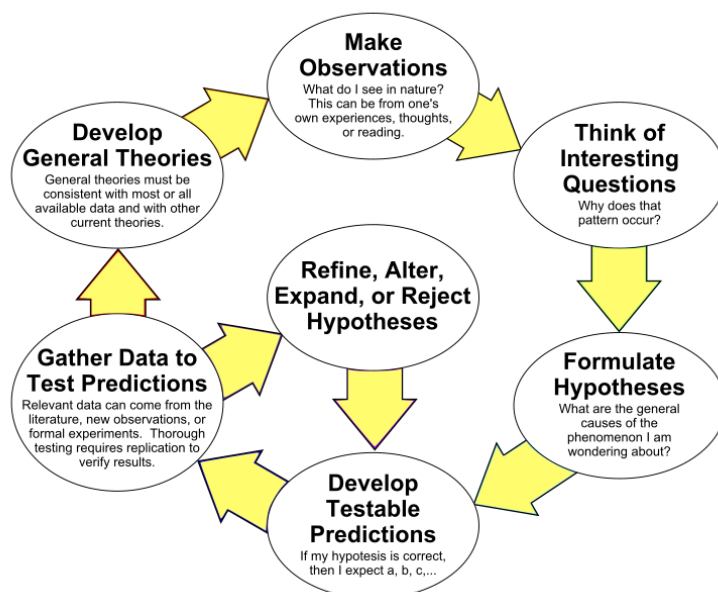 Make
Observations
What do I see in nature?
This can be from one's
own experiences, thoughts,
or reading.
Think of
Interesting
Questions
Why does that
pattern occur?
Formulate
Hypotheses
What are the general
causes of the
phenomenon I am
wondering about?
Develop
Testable
Predictions
If my hypotesis is correct,
then I expect a, b, c,...
Gather Data to
Test Predictions
Relevant data can come from the
literature, new observations, or
formal experiments. Thorough
testing requires replication to
verify results.
Refine, Alter,
Expand, or Reject
Hypotheses
Develop
General Theories
General theories must be
consistent with most or all
available data and with other
current theories.